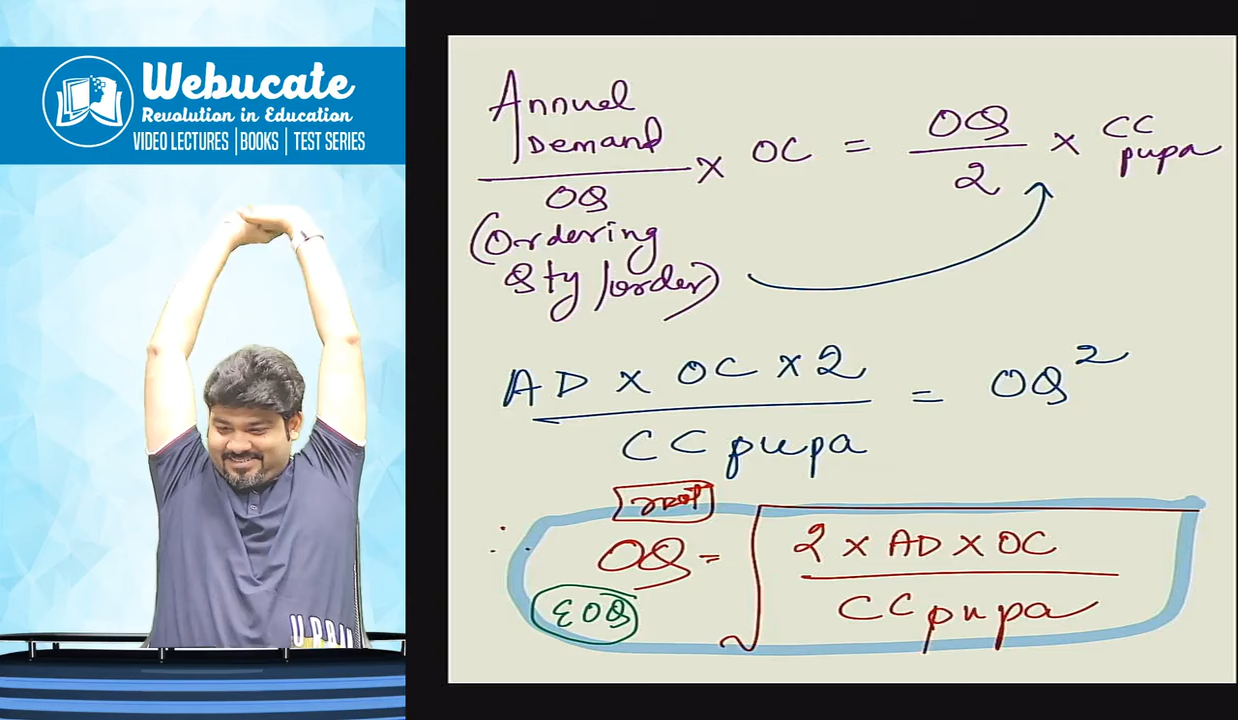 Webucate
Revolution in Education
VIDEO LECTURES | BOOKS | TEST SERIES
Annual Demand / OQ × OC = OQ / 2 × CC pupa
(Ordering
Qty/order)
AD × OC × 2 / CC pupa = OQ²
∴ OQ = √ 2 × AD × OC / CC pupa
EOQ